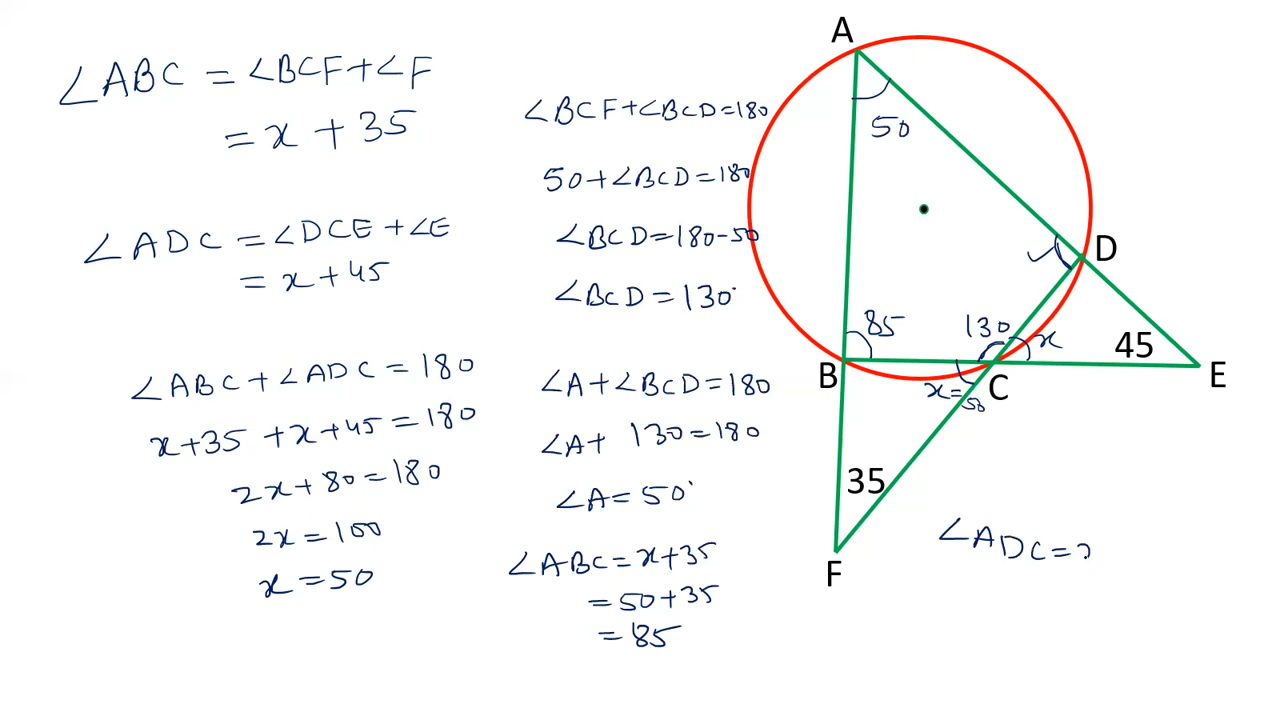 ∠ABC = ∠BCF+∠F
= x + 35
∠ADC = ∠DCE +∠E
= x +45
∠ABC +∠ADC = 180
x+35 +x+45 =180
2x+80 =180
2x =100
x =50
∠BCF+∠BCD=180
50+∠BCD=180
∠BCD=180-50
∠BCD =130°
∠A+∠BCD=180
∠A+ 130=180
∠A= 50°
∠ABC = x+35
= 50+35
= 85
A
50
D
85
130
x
45
B
x=50
C
E
35
F
∠ADC=?